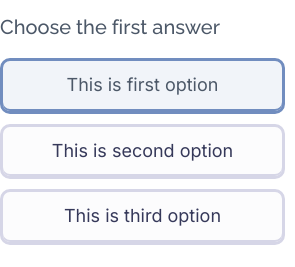 Choose the first answer
This is first option
This is second option
This is third option